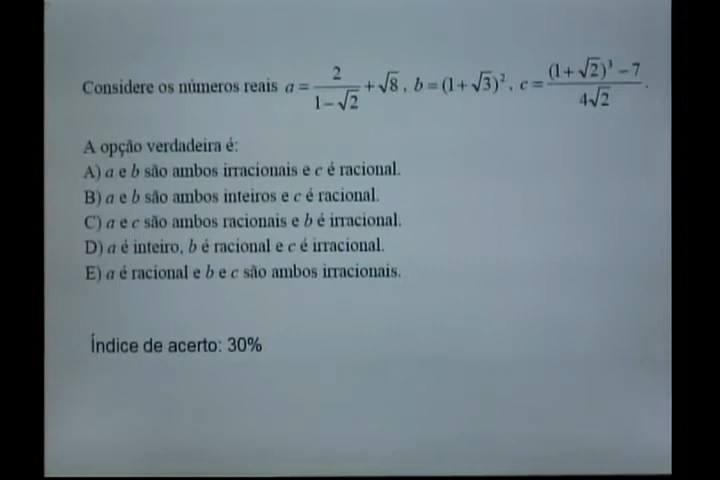 Considere os números reais a = 2/(1−√2) + √8, b = (1+√3)², c = ((1+√2)³ − 7)/(4√2).
A opção verdadeira é:
A) a e b são ambos irracionais e c é racional.
B) a e b são ambos inteiros e c é racional.
C) a e c são ambos racionais e b é irracional.
D) a é inteiro, b é racional e c é irracional.
E) a é racional e b e c são ambos irracionais.
Índice de acerto: 30%